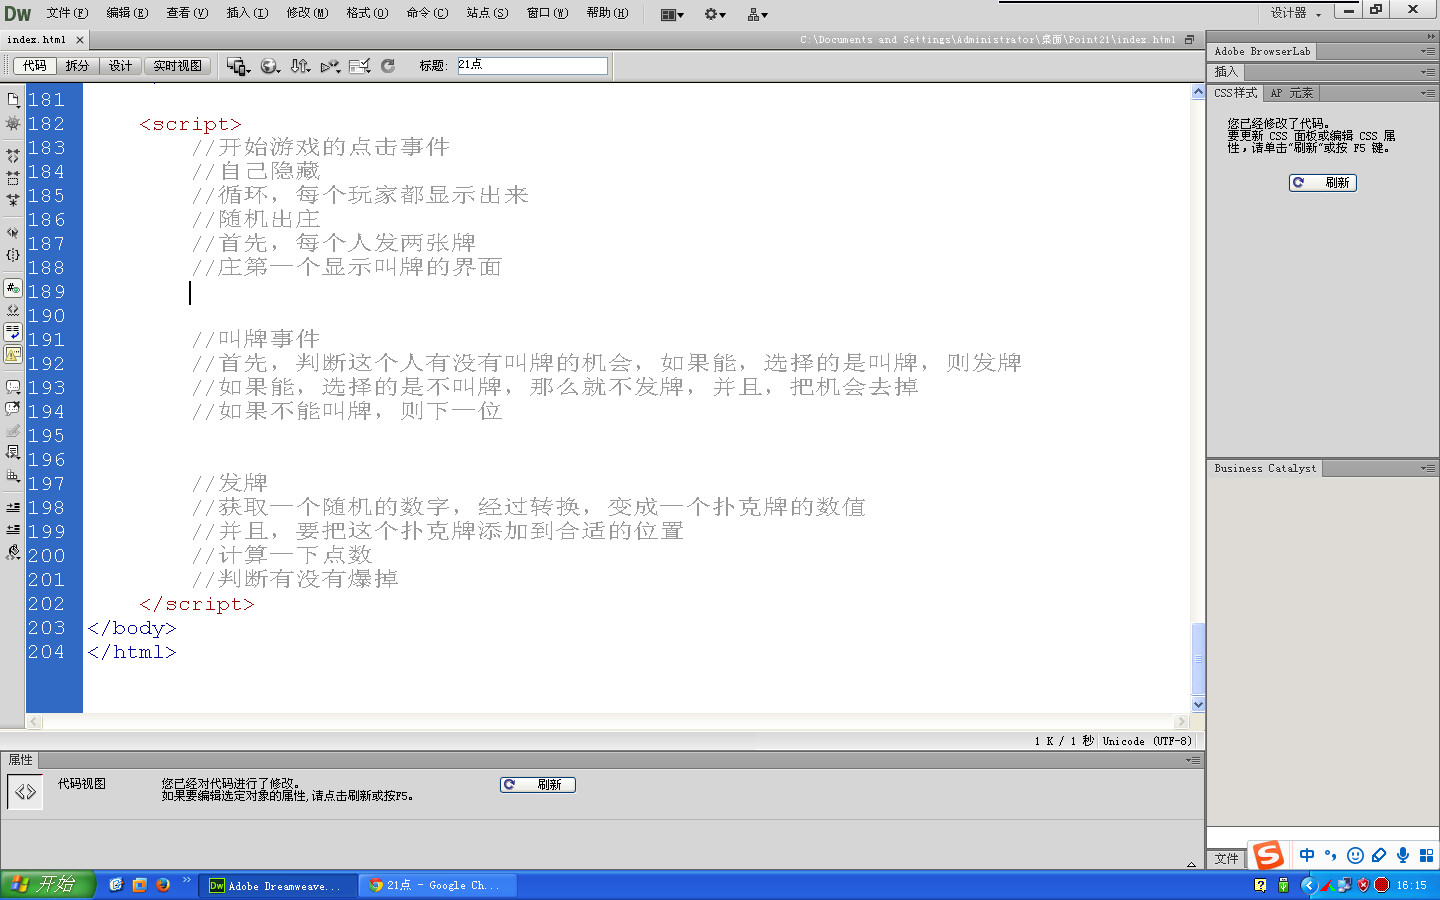 Dw 文件(F) 编辑(E) 查看(V) 插入(I) 修改(M) 格式(O) 命令(C) 站点(S) 窗口(W) 帮助(H) 设计器
index.html C:\Documents and Settings\Administrator\桌面\Point21\index.html
代码 拆分 设计 实时视图 标题: 21点
Adobe BrowserLab
插入
CSS样式 AP 元素
您已经修改了代码。
要更新 CSS 面板或编辑 CSS 属
性，请单击"刷新"或按 F5 键。
刷新
181
182 <script>
183 //开始游戏的点击事件
184 //自己隐藏
185 //循环，每个玩家都显示出来
186 //随机出庄
187 //首先，每个人发两张牌
188 //庄第一个显示叫牌的界面
189
190
191 //叫牌事件
192 //首先，判断这个人有没有叫牌的机会，如果能，选择的是叫牌，则发牌
193 //如果能，选择的是不叫牌，那么就不发牌，并且，把机会去掉
194 //如果不能叫牌，则下一位
195
196
197 //发牌
198 //获取一个随机的数字，经过转换，变成一个扑克牌的数值
199 //并且，要把这个扑克牌添加到合适的位置
200 //计算一下点数
201 //判断有没有爆掉
202 </script>
203 </body>
204 </html>
Business Catalyst
1 K / 1 秒 Unicode (UTF-8)
属性
代码视图 您已经对代码进行了修改。
如果要编辑选定对象的属性,请点击刷新或按F5。
刷新
文件 中
开始 Adobe Dreamweave... 21点 - Google Ch... 16:15